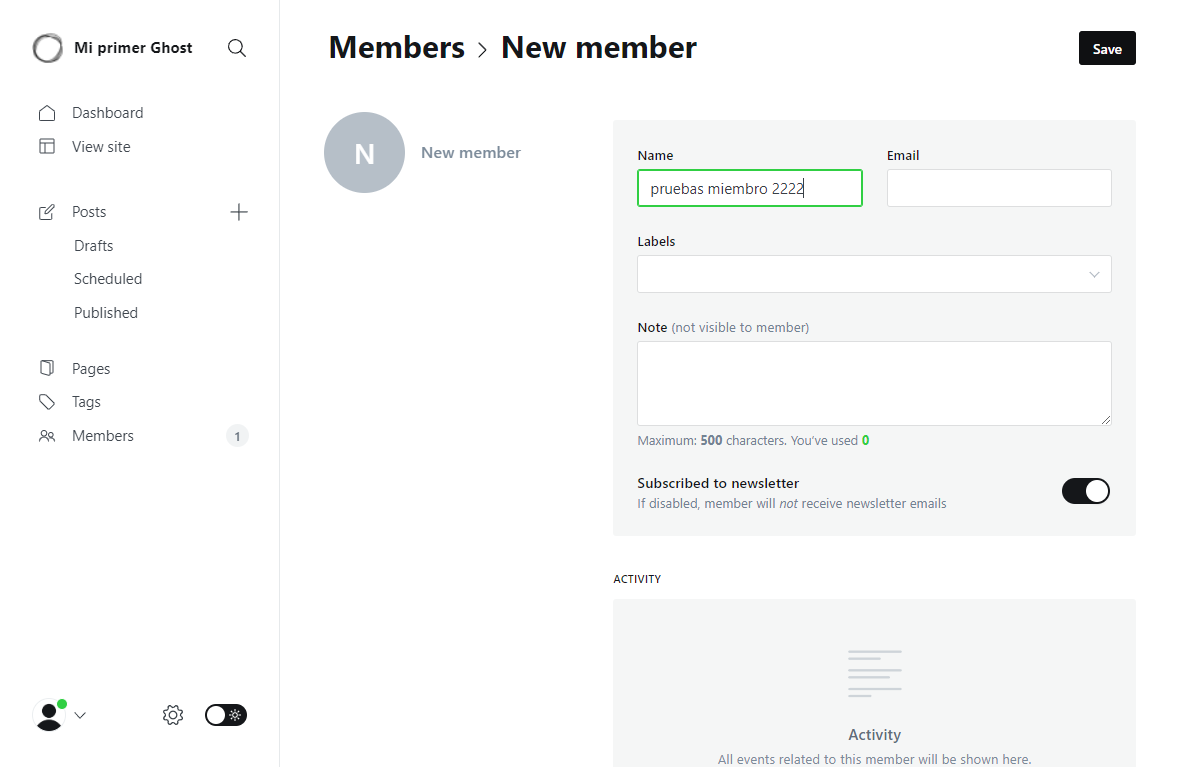 Mi primer Ghost
Dashboard
View site
Posts
Drafts
Scheduled
Published
Pages
Tags
Members 1
Members > New member
Save
N New member
Name
pruebas miembro 2222
Email
Labels
Note (not visible to member)
Maximum: 500 characters. You've used 0
Subscribed to newsletter
If disabled, member will not receive newsletter emails
ACTIVITY
Activity
All events related to this member will be shown here.